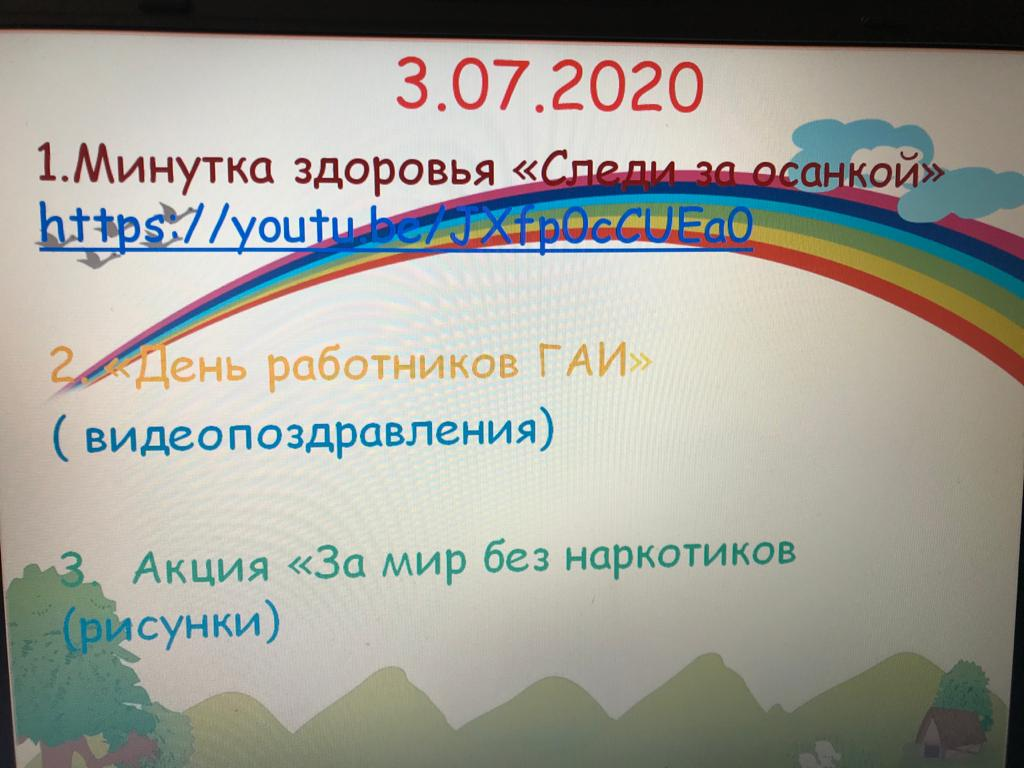 3.07.2020
1.Минутка здоровья «Следи за осанкой»
https://youtu.be/JXfp0cCUEa0
2. «День работников ГАИ»
( видеопоздравления)
3. Акция «За мир без наркотиков
(рисунки)